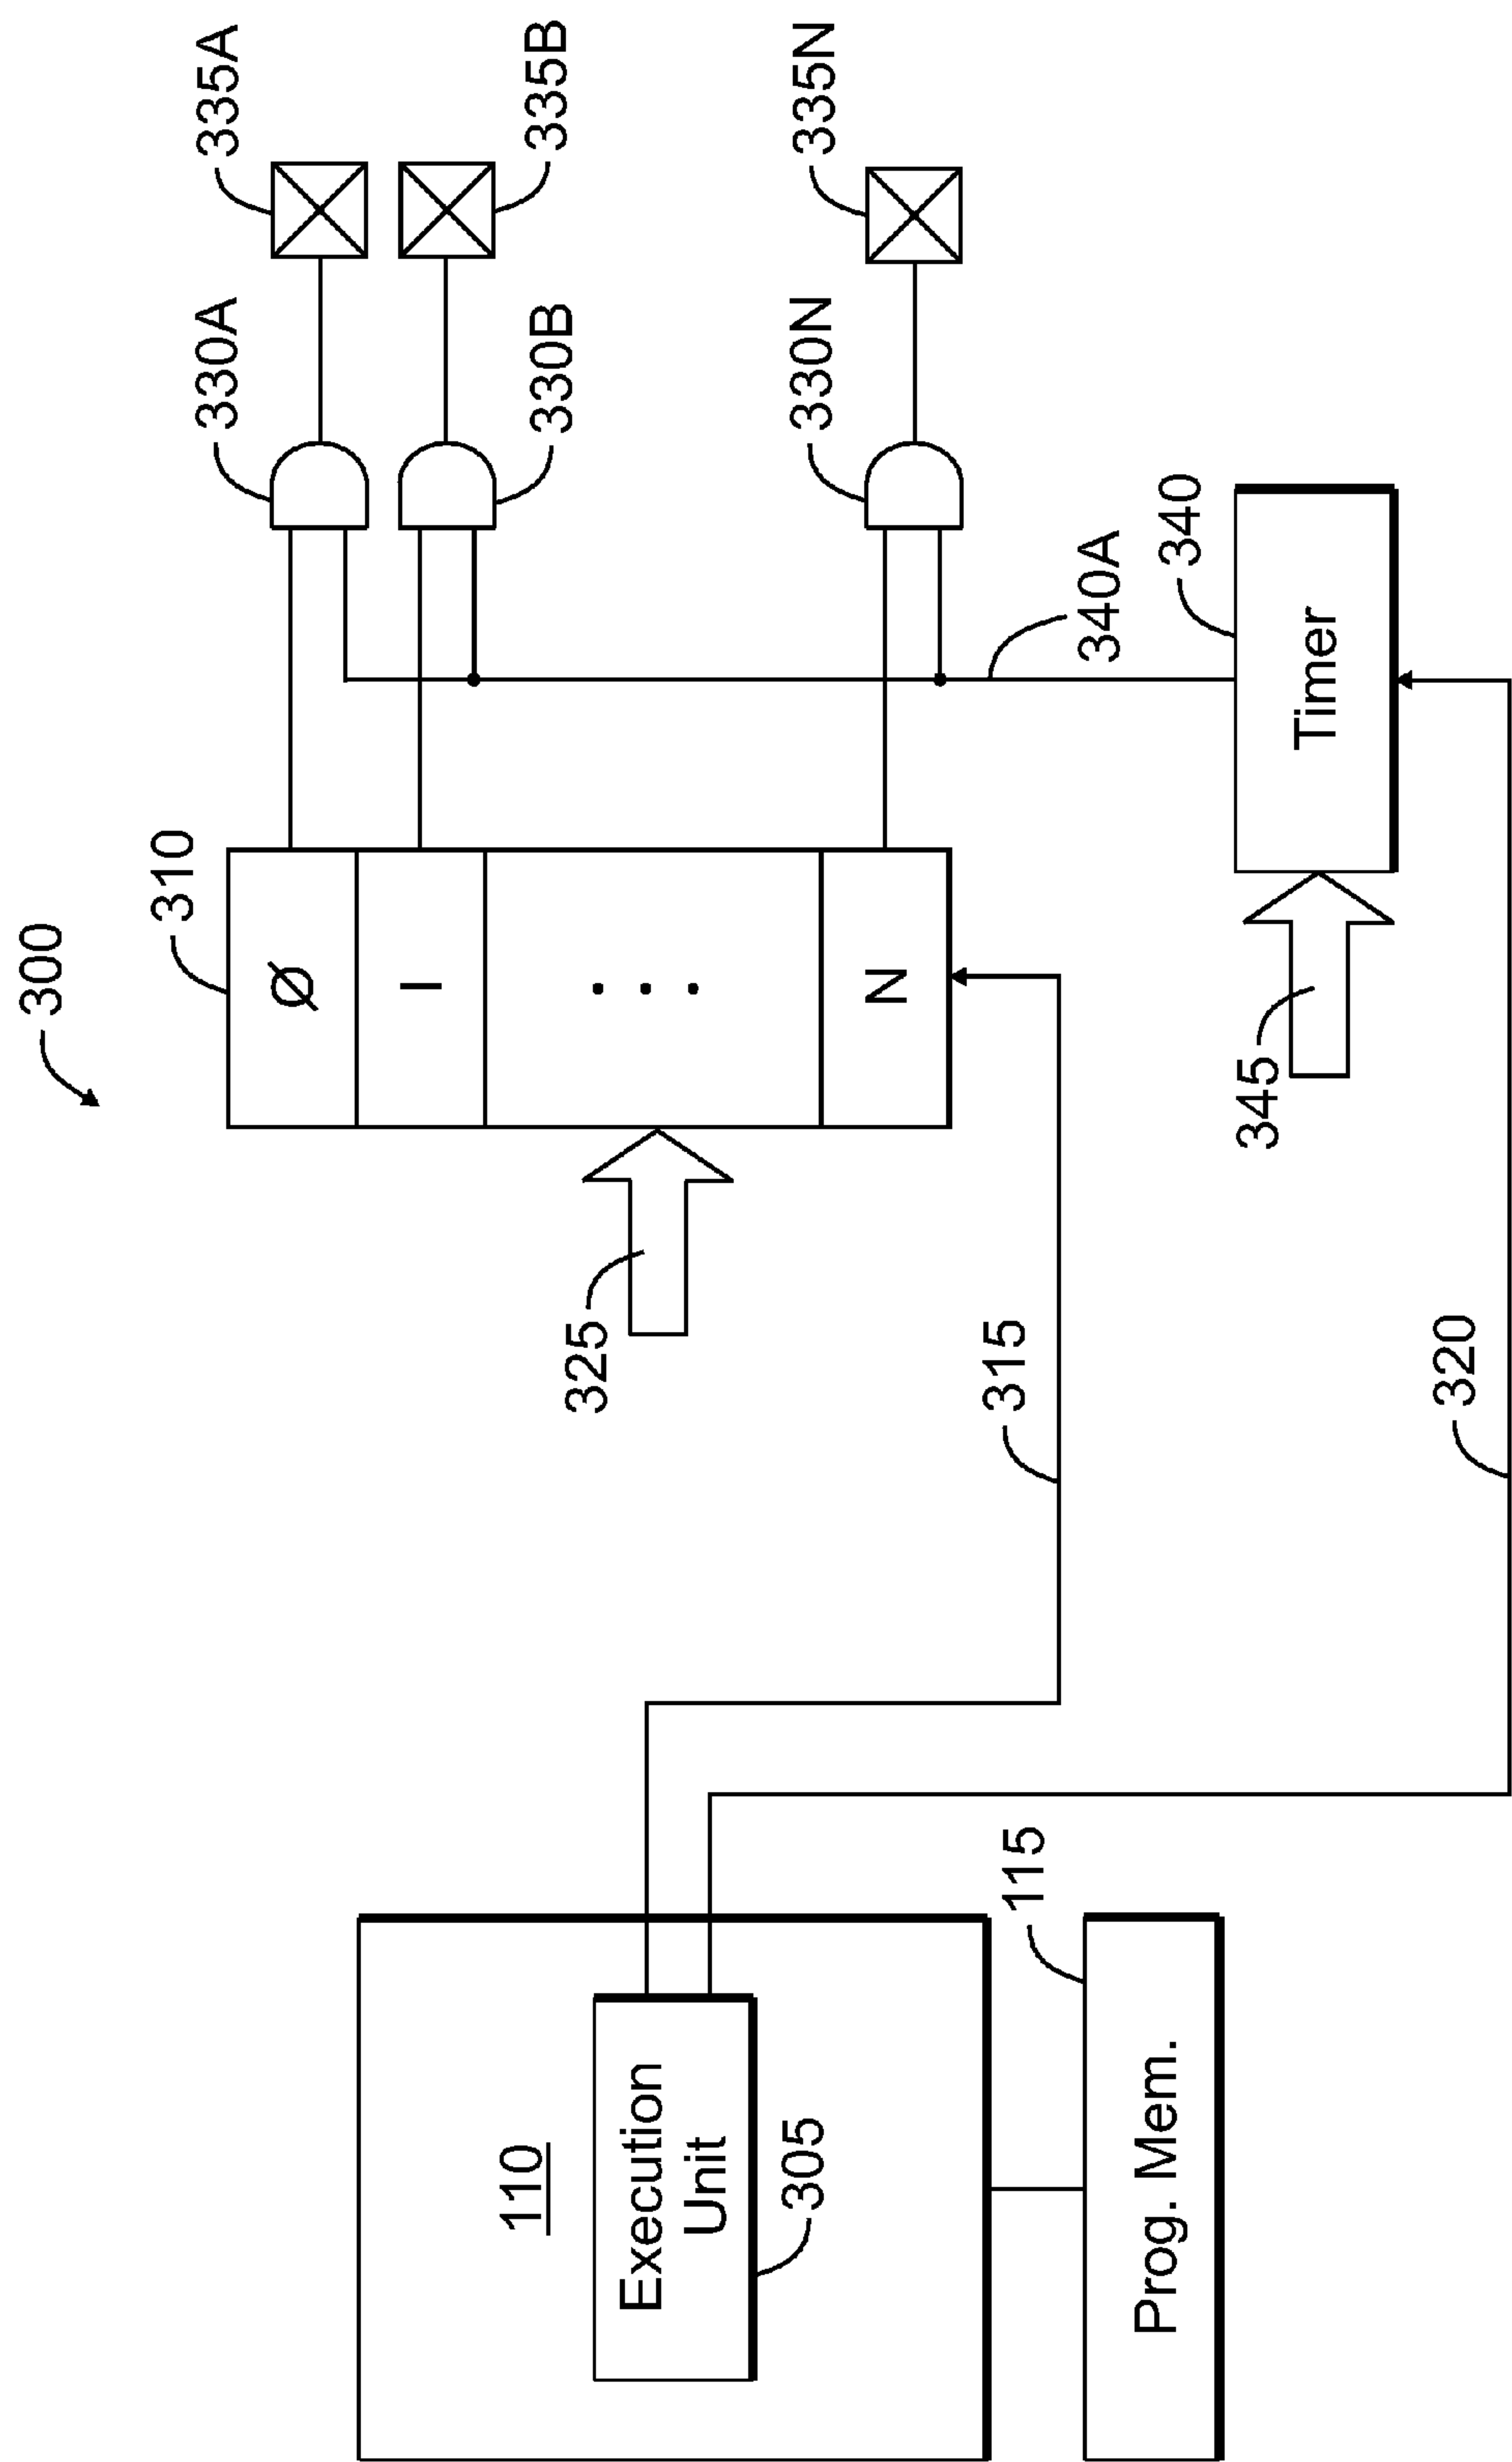 300
310
Ø
I
. . .
N
325
315
320
330A
335A
330B
335B
330N
335N
340A
340
Timer
345
110
Execution
Unit
305
115
Prog. Mem.